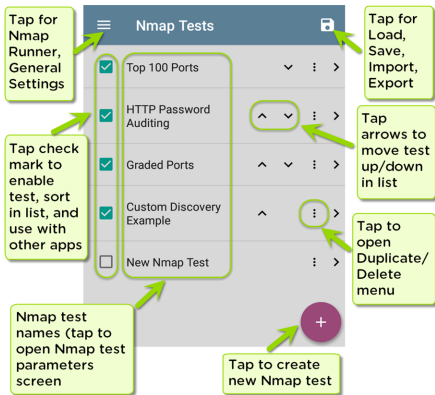 Tap for
Nmap
Runner,
General
Settings
Nmap Tests
Tap for
Load,
Save,
Import,
Export
Top 100 Ports
HTTP Password
Auditing
Graded Ports
Custom Discovery
Example
New Nmap Test
Tap check
mark to
enable
test, sort
in list, and
use with
other apps
Tap
arrows to
move test
up/down
in list
Tap to
open
Duplicate/
Delete
menu
Nmap test
names (tap to
open Nmap test
parameters
screen
Tap to create
new Nmap test